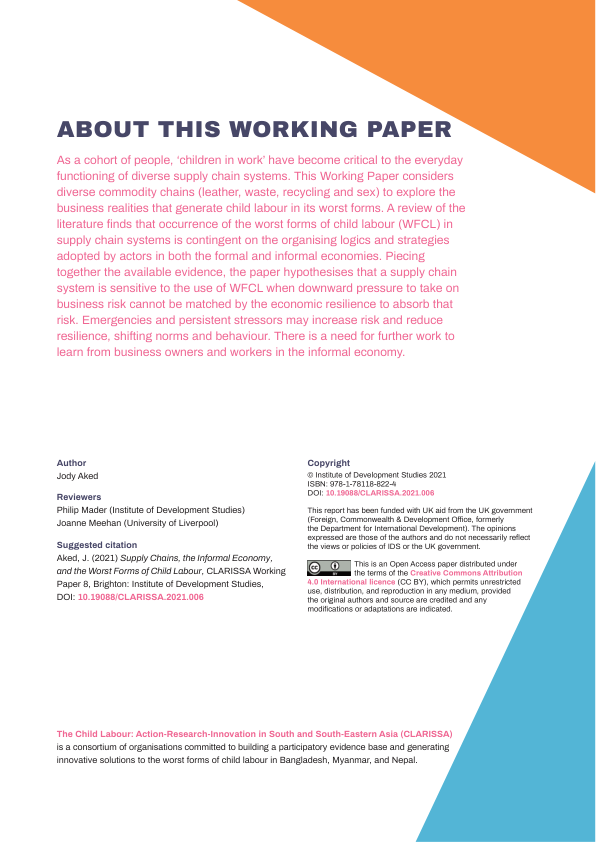 ABOUT THIS WORKING PAPER
As a cohort of people, ‘children in work’ have become critical to the everyday
functioning of diverse supply chain systems. This Working Paper considers
diverse commodity chains (leather, waste, recycling and sex) to explore the
business realities that generate child labour in its worst forms. A review of the
literature finds that occurrence of the worst forms of child labour (WFCL) in
supply chain systems is contingent on the organising logics and strategies
adopted by actors in both the formal and informal economies. Piecing
together the available evidence, the paper hypothesises that a supply chain
system is sensitive to the use of WFCL when downward pressure to take on
business risk cannot be matched by the economic resilience to absorb that
risk. Emergencies and persistent stressors may increase risk and reduce
resilience, shifting norms and behaviour. There is a need for further work to
learn from business owners and workers in the informal economy.
Author
Jody Aked
Reviewers
Philip Mader (Institute of Development Studies)
Joanne Meehan (University of Liverpool)
Suggested citation
Aked, J. (2021) Supply Chains, the Informal Economy,
and the Worst Forms of Child Labour, CLARISSA Working
Paper 8, Brighton: Institute of Development Studies,
DOI: 10.19088/CLARISSA.2021.006
Copyright
© Institute of Development Studies 2021
ISBN: 978-1-78118-822-4
DOI: 10.19088/CLARISSA.2021.006
This report has been funded with UK aid from the UK government
(Foreign, Commonwealth & Development Office, formerly
the Department for International Development). The opinions
expressed are those of the authors and do not necessarily reflect
the views or policies of IDS or the UK government.
cc BY
This is an Open Access paper distributed under
the terms of the Creative Commons Attribution
4.0 International licence (CC BY), which permits unrestricted
use, distribution, and reproduction in any medium, provided
the original authors and source are credited and any
modifications or adaptations are indicated.
The Child Labour: Action-Research-Innovation in South and South-Eastern Asia (CLARISSA)
is a consortium of organisations committed to building a participatory evidence base and generating
innovative solutions to the worst forms of child labour in Bangladesh, Myanmar, and Nepal.